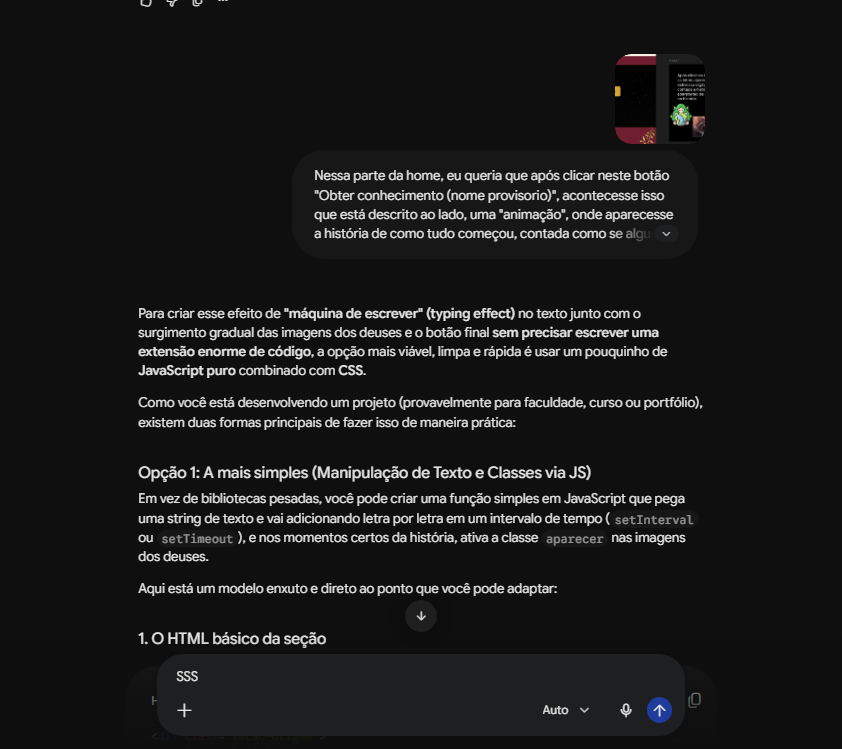 Nessa parte da home, eu queria que após clicar neste botão
"Obter conhecimento (nome provisorio)", acontecesse isso
que está descrito ao lado, uma "animação", onde aparecesse
a história de como tudo começou, contada como se algu
Para criar esse efeito de "máquina de escrever" (typing effect) no texto junto com o
surgimento gradual das imagens dos deuses e o botão final sem precisar escrever uma
extensão enorme de código, a opção mais viável, limpa e rápida é usar um pouquinho de
JavaScript puro combinado com CSS.
Como você está desenvolvendo um projeto (provavelmente para faculdade, curso ou portfólio),
existem duas formas principais de fazer isso de maneira prática:
Opção 1: A mais simples (Manipulação de Texto e Classes via JS)
Em vez de bibliotecas pesadas, você pode criar uma função simples em JavaScript que pega
uma string de texto e vai adicionando letra por letra em um intervalo de tempo ( setInterval
ou setTimeout ), e nos momentos certos da história, ativa a classe aparecer nas imagens
dos deuses.
Aqui está um modelo enxuto e direto ao ponto que você pode adaptar:
1. O HTML básico da seção
SSS
Auto